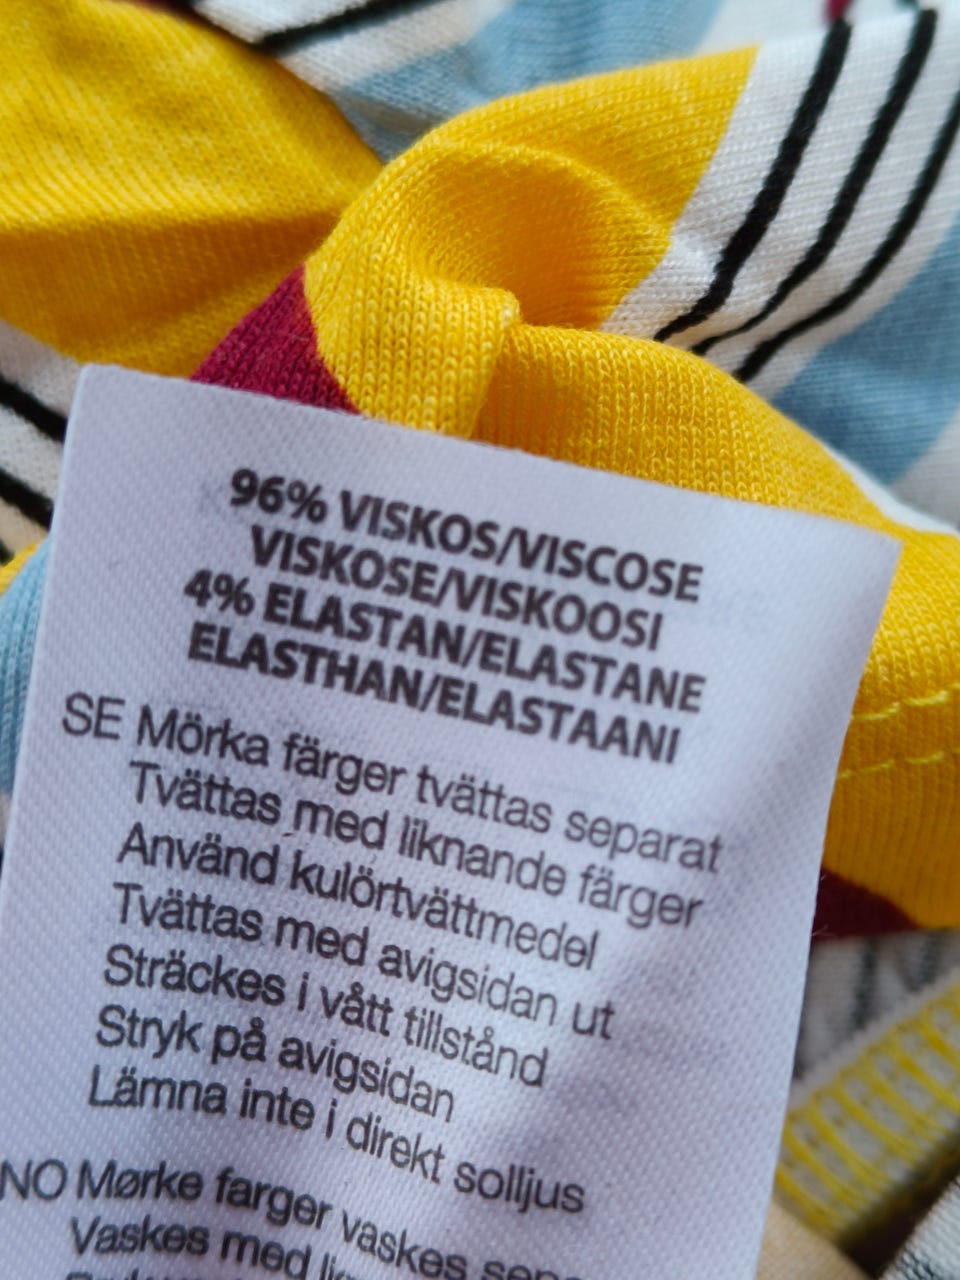 96% VISKOS/VISCOSE
VISKOSE/VISKOOSI
4% ELASTAN/ELASTANE
ELASTHAN/ELASTAANI
SE Mörka färger tvättas separat
Tvättas med liknande färger
Använd kulörtvättmedel
Tvättas med avigsidan ut
Sträckes i vått tillstånd
Stryk på avigsidan
Lämna inte i direkt solljus
NO Mørke farger vaskes
Vaskes med